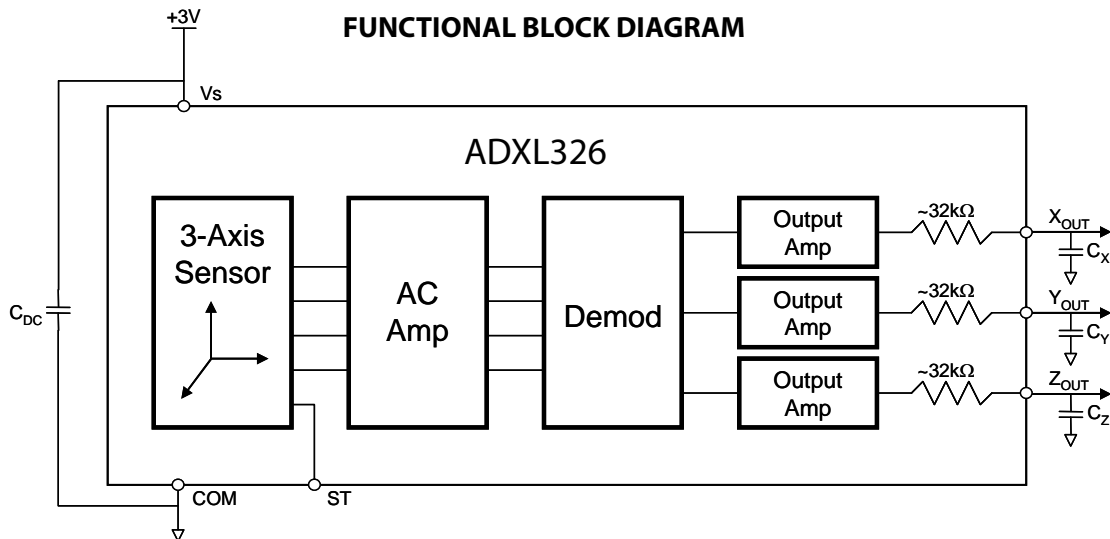 +3V
FUNCTIONAL BLOCK DIAGRAM
Vs
ADXL326
3-Axis
Sensor
AC
Amp
Demod
Output
Amp
~32kΩ
XOUT
CX
Output
Amp
~32kΩ
YOUT
CY
Output
Amp
~32kΩ
ZOUT
CZ
CDC
COM
ST